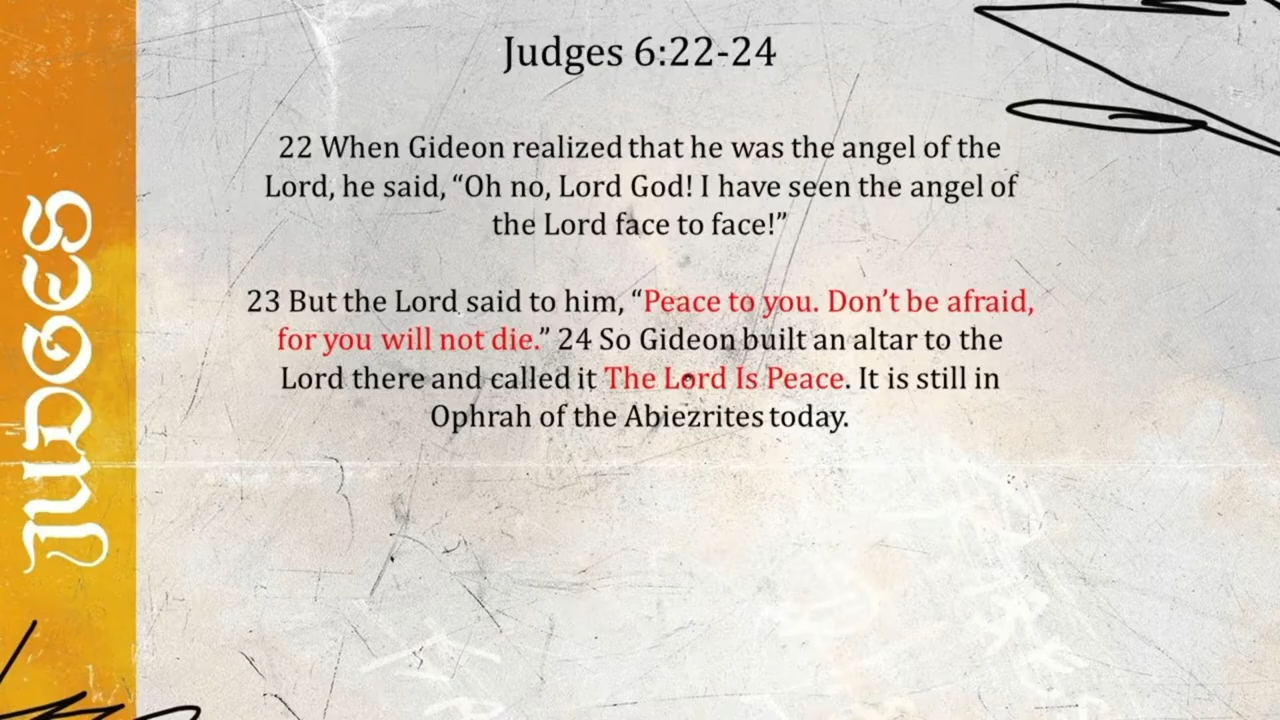 Judges 6:22-24
22 When Gideon realized that he was the angel of the
Lord, he said, “Oh no, Lord God! I have seen the angel of
the Lord face to face!”
23 But the Lord said to him, “Peace to you. Don’t be afraid,
for you will not die.” 24 So Gideon built an altar to the
Lord there and called it The Lord Is Peace. It is still in
Ophrah of the Abiezrites today.
JUDGES